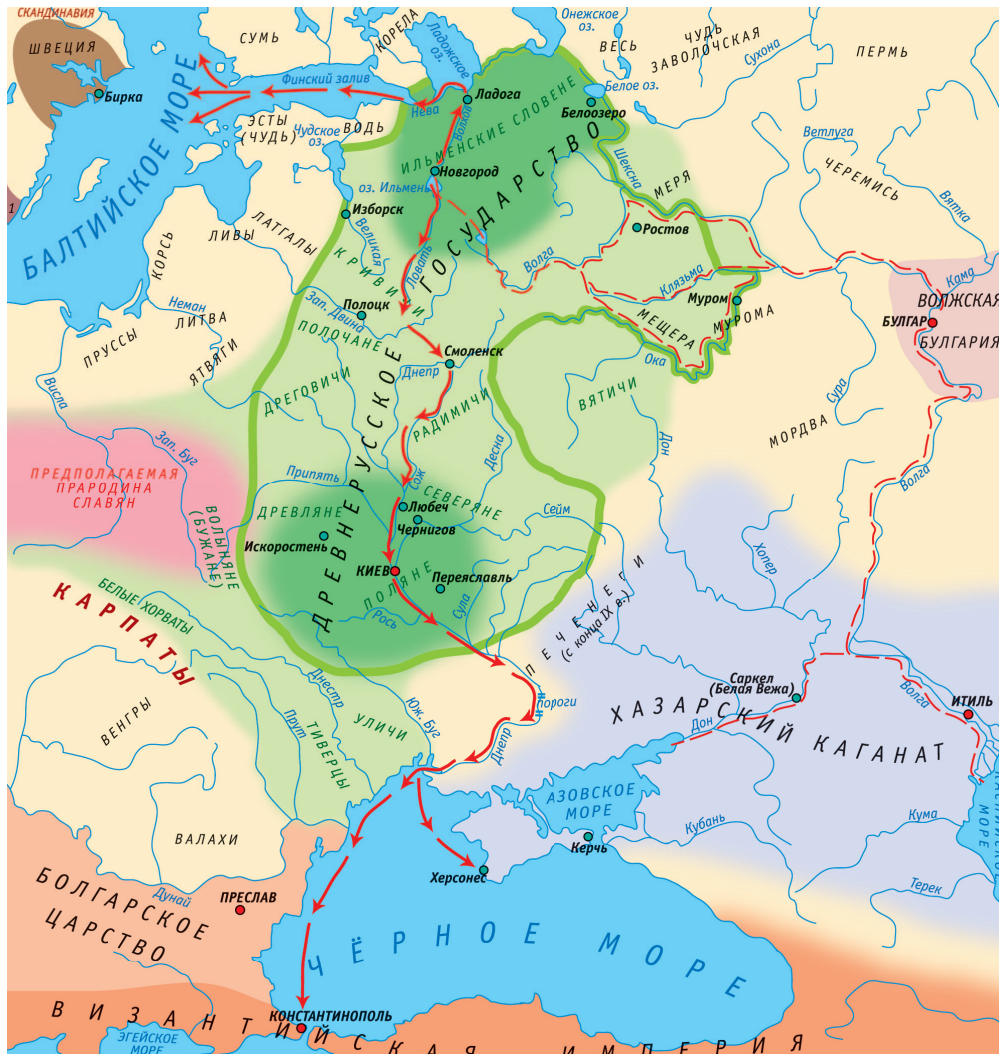 СКАНДИНАВИЯ
ШВЕЦИЯ
Бирка
СУМЬ
КОРЕЛА
Ладожское
оз.
Онежское
оз.
ВЕСЬ
ЧУДЬ
ЗАВОЛОЧСКАЯ
Сухона
ПЕРМЬ
Финский залив
Нева
Ладога
Волхов
Белое оз.
Белоозеро
ЭСТЫ
(ЧУДЬ)
Чудское
оз.
ВОДЬ
ИЛЬМЕНСКИЕ СЛОВЕНЕ
Новгород
оз. Ильмень
Шексна
МЕРЯ
Ветлуга
ЧЕРЕМИСЬ
Вятка
БАЛТИЙСКОЕ МОРЕ
1
Изборск
Великая
ЛАТГАЛЫ
ЛИВЫ
КОРСЬ
КРИВИЧИ
Ловать
Волга
Ростов
Клязьма
Муром
МУРОМА
МЕЩЕРА
Ока
Кама
ВОЛЖСКАЯ
БУЛГАР
БУЛГАРИЯ
Неман
ЛИТВА
ПРУССЫ
ЯТВЯГИ
Зап. Двина
Полоцк
ПОЛОЧАНЕ
Смоленск
Днепр
ДРЕГОВИЧИ
РАДИМИЧИ
ВЯТИЧИ
ДРЕВНЕРУССКОЕ ГОСУДАРСТВО
Висла
Зап. Буг
ПРЕДПОЛАГАЕМАЯ
ПРАРОДИНА
СЛАВЯН
ВОЛЫНЯНЕ
(БУЖАНЕ)
Припять
ДРЕВЛЯНЕ
Искоростень
Сож
Десна
СЕВЕРЯНЕ
Любеч
Чернигов
Сейм
Дон
Сура
МОРДВА
Волга
Хопер
КИЕВ
ПОЛЯНЕ
Переяславль
Сула
Рось
ПЕЧЕНЕГИ
(с конца IX в.)
БЕЛЫЕ ХОРВАТЫ
КАРПАТЫ
ВЕНГРЫ
Днестр
Прут
ТИВЕРЦЫ
УЛИЧИ
Юж. Буг
Днепр
пороги
Саркел
(Белая Вежа)
Дон
ХАЗАРСКИЙ КАГАНАТ
Волга
ИТИЛЬ
МОРЕ
АЗОВСКОЕ
МОРЕ
Керчь
Кубань
Кума
Терек
Херсонес
ВАЛАХИ
Дунай
ПРЕСЛАВ
БОЛГАРСКОЕ
ЦАРСТВО
ЧЁРНОЕ МОРЕ
КОНСТАНТИНОПОЛЬ
ВИЗАНТИЙСКАЯ ИМПЕРИЯ
ЭГЕЙСКОЕ
МОРЕ